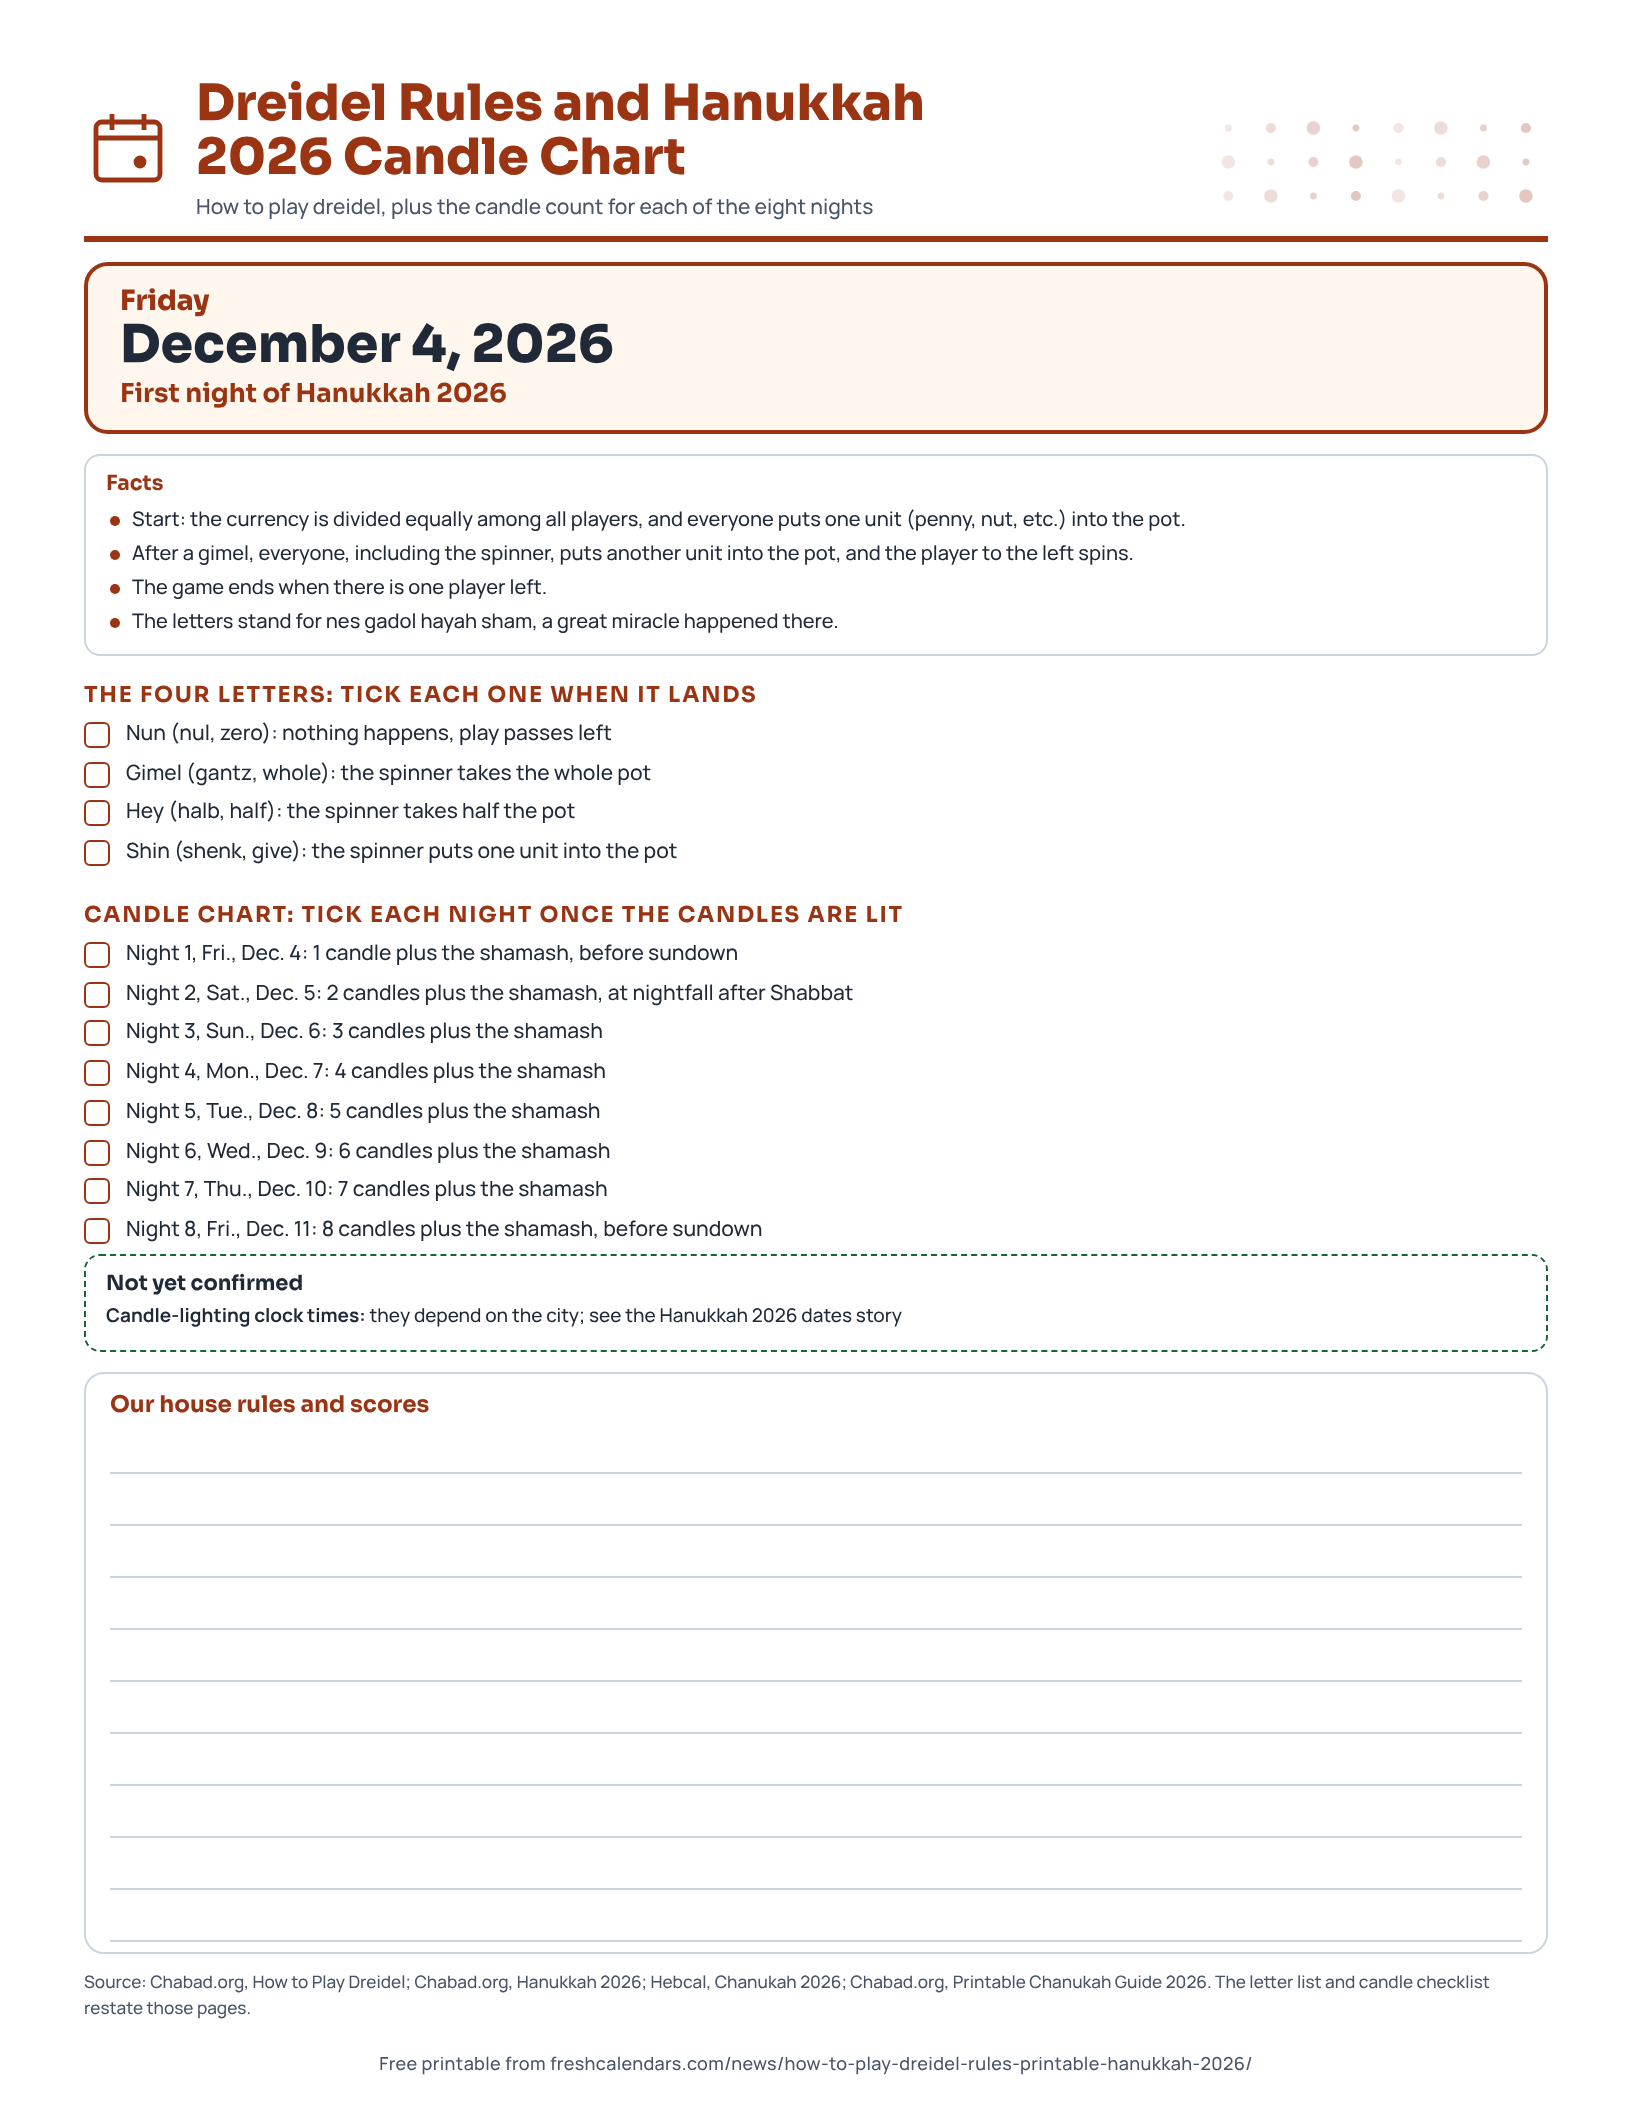 Dreidel Rules and Hanukkah
2026 Candle Chart
How to play dreidel, plus the candle count for each of the eight nights
Friday
December 4, 2026
First night of Hanukkah 2026
Facts
Start: the currency is divided equally among all players, and everyone puts one unit (penny, nut, etc.) into the pot.
After a gimel, everyone, including the spinner, puts another unit into the pot, and the player to the left spins.
The game ends when there is one player left.
The letters stand for nes gadol hayah sham, a great miracle happened there.
THE FOUR LETTERS: TICK EACH ONE WHEN IT LANDS
Nun (nul, zero): nothing happens, play passes left
Gimel (gantz, whole): the spinner takes the whole pot
Hey (halb, half): the spinner takes half the pot
Shin (shenk, give): the spinner puts one unit into the pot
CANDLE CHART: TICK EACH NIGHT ONCE THE CANDLES ARE LIT
Night 1, Fri., Dec. 4: 1 candle plus the shamash, before sundown
Night 2, Sat., Dec. 5: 2 candles plus the shamash, at nightfall after Shabbat
Night 3, Sun., Dec. 6: 3 candles plus the shamash
Night 4, Mon., Dec. 7: 4 candles plus the shamash
Night 5, Tue., Dec. 8: 5 candles plus the shamash
Night 6, Wed., Dec. 9: 6 candles plus the shamash
Night 7, Thu., Dec. 10: 7 candles plus the shamash
Night 8, Fri., Dec. 11: 8 candles plus the shamash, before sundown
Not yet confirmed
Candle-lighting clock times: they depend on the city; see the Hanukkah 2026 dates story
Our house rules and scores
Source: Chabad.org, How to Play Dreidel; Chabad.org, Hanukkah 2026; Hebcal, Chanukah 2026; Chabad.org, Printable Chanukah Guide 2026. The letter list and candle checklist
restate those pages.
Free printable from freshcalendars.com/news/how-to-play-dreidel-rules-printable-hanukkah-2026/